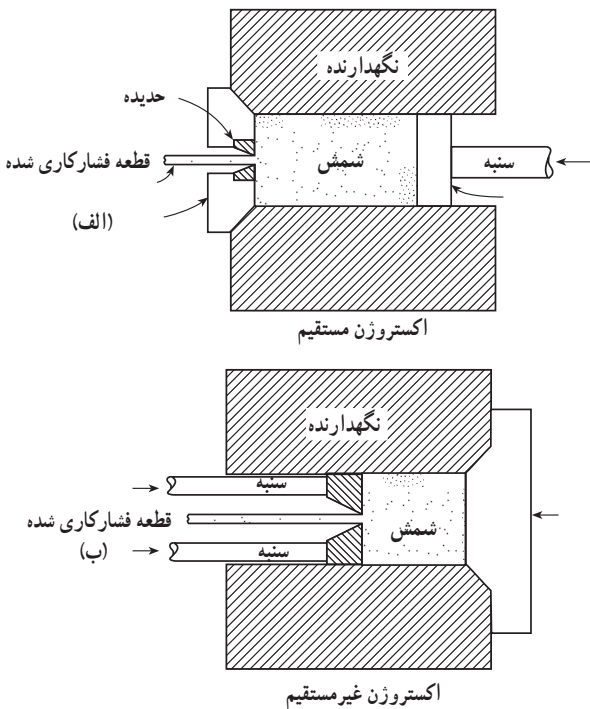 نگهدارنده
حدیده
شمش
سنبه
قطعه فشارکاری شده
(الف)
اکستروژن مستقیم
نگهدارنده
سنبه
قطعه فشارکاری شده
شمش
(ب)
سنبه
اکستروژن غیرمستقیم